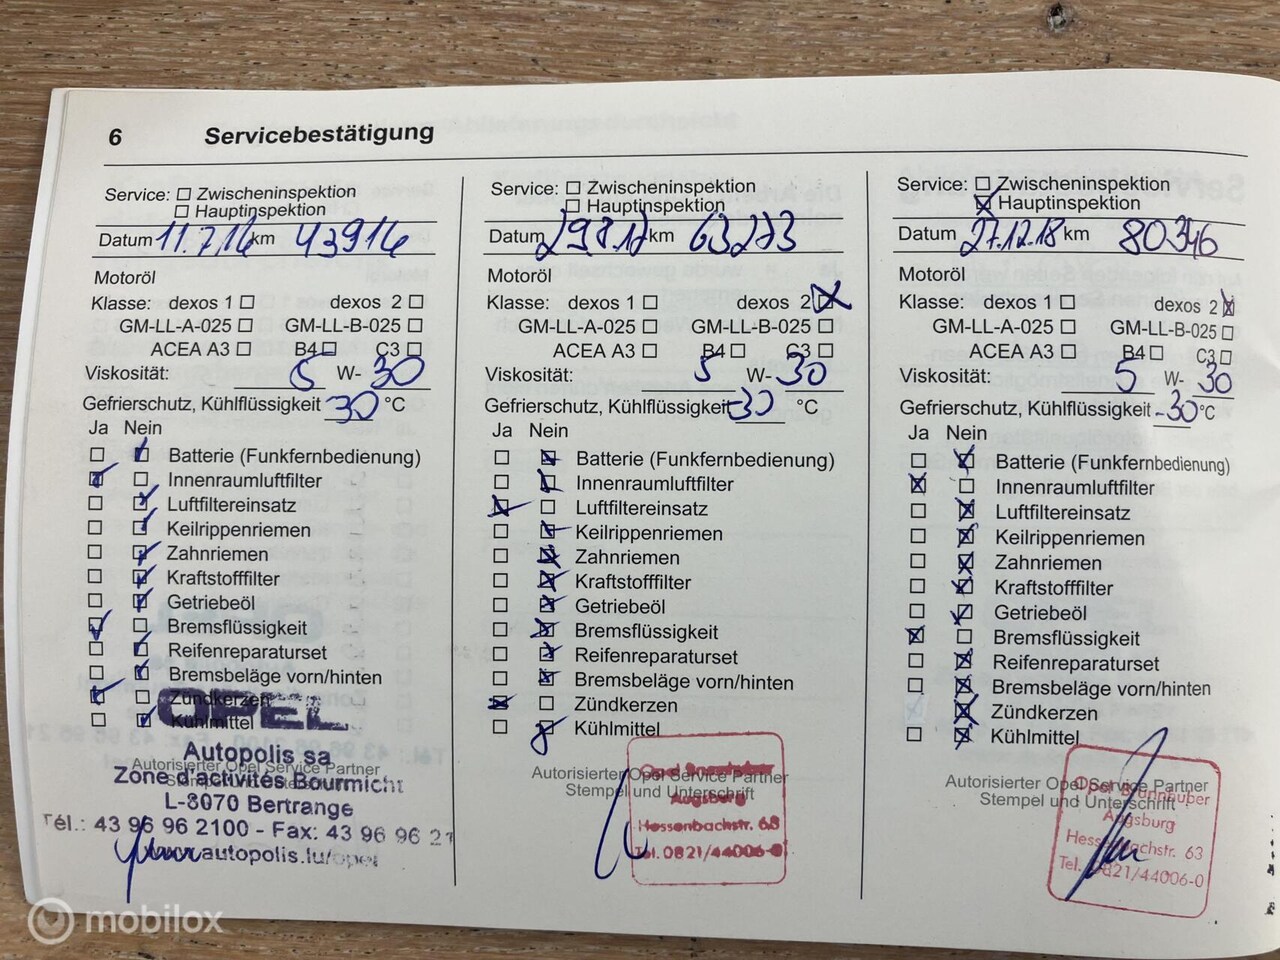 6 Servicebestätigung
Service: Zwischeninspektion
Hauptinspektion
Datum 11.7.16 km 43916
Motoröl
Klasse: dexos 1 dexos 2
GM-LL-A-025 GM-LL-B-025
ACEA A3 B4 C3
Viskosität: 5 W- 30
Gefrierschutz, Kühlflüssigkeit -30 °C
Ja Nein
Batterie (Funkfernbedienung)
Innenraumluftfilter
Luftfiltereinsatz
Keilrippenriemen
Zahnriemen
Kraftstofffilter
Getriebeöl
Bremsflüssigkeit
Reifenreparaturset
Bremsbeläge vorn/hinten
Zündkerzen
Kühlmittel
OPEL
Autorisierter Opel Service Partner
Autopolis sa
Zone d'activités Bourmicht
L-8070 Bertrange
Tél.: 43 96 96 2100 - Fax: 43 96 96 21
www.autopolis.lu/opel
Service: Zwischeninspektion
Hauptinspektion
Datum 29.8.17 km 63273
Motoröl
Klasse: dexos 1 dexos 2
GM-LL-A-025 GM-LL-B-025
ACEA A3 B4 C3
Viskosität: 5 W- 30
Gefrierschutz, Kühlflüssigkeit -30 °C
Ja Nein
Batterie (Funkfernbedienung)
Innenraumluftfilter
Luftfiltereinsatz
Keilrippenriemen
Zahnriemen
Kraftstofffilter
Getriebeöl
Bremsflüssigkeit
Reifenreparaturset
Bremsbeläge vorn/hinten
Zündkerzen
Kühlmittel
Autorisierter Opel Service Partner
Stempel und Unterschrift
Opel
Augsburg
Hessenbachstr. 63
Tel. 0821/44006-0
Service: Zwischeninspektion
Hauptinspektion
Datum 27.12.18 km 80346
Motoröl
Klasse: dexos 1 dexos 2
GM-LL-A-025 GM-LL-B-025
ACEA A3 B4 C3
Viskosität: 5 W- 30
Gefrierschutz, Kühlflüssigkeit -30 °C
Ja Nein
Batterie (Funkfernbedienung)
Innenraumluftfilter
Luftfiltereinsatz
Keilrippenriemen
Zahnriemen
Kraftstofffilter
Getriebeöl
Bremsflüssigkeit
Reifenreparaturset
Bremsbeläge vorn/hinten
Zündkerzen
Kühlmittel
Autorisierter Opel Service Partner
Stempel und Unterschrift
Opel Brunnhuber
Augsburg
Hessenbachstr. 63
Tel. 0821/44006-0
mobilox